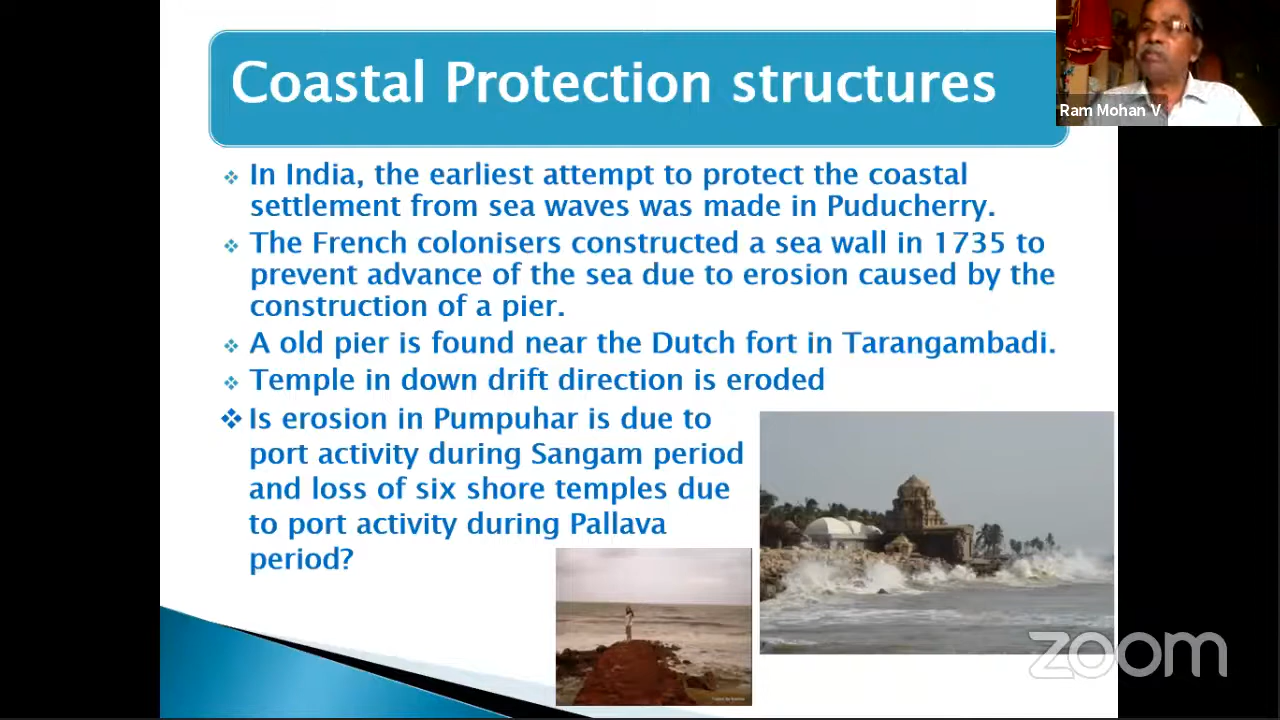 Coastal Protection structures
Ram Mohan V
In India, the earliest attempt to protect the coastal
settlement from sea waves was made in Puducherry.
The French colonisers constructed a sea wall in 1735 to
prevent advance of the sea due to erosion caused by the
construction of a pier.
A old pier is found near the Dutch fort in Tarangambadi.
Temple in down drift direction is eroded
Is erosion in Pumpuhar is due to
port activity during Sangam period
and loss of six shore temples due
to port activity during Pallava
period?
zoom